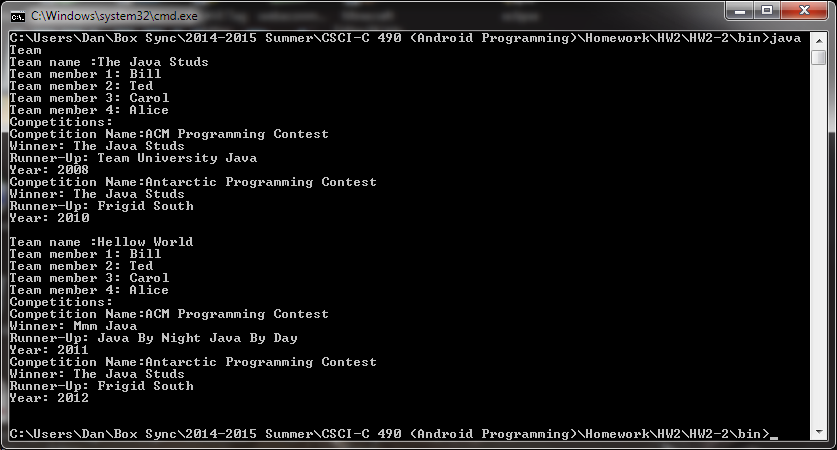 C:\Windows\system32\cmd.exe
C:\Users\Dan\Box Sync\2014-2015 Summer\CSCI-C 490 (Android Programming)\Homework\HW2\HW2-2\bin>java
Team
Team name :The Java Studs
Team member 1: Bill
Team member 2: Ted
Team member 3: Carol
Team member 4: Alice
Competitions:
Competition Name:ACM Programming Contest
Winner: The Java Studs
Runner-Up: Team University Java
Year: 2008
Competition Name:Antarctic Programming Contest
Winner: The Java Studs
Runner-Up: Frigid South
Year: 2010
Team name :Hellow World
Team member 1: Bill
Team member 2: Ted
Team member 3: Carol
Team member 4: Alice
Competitions:
Competition Name:ACM Programming Contest
Winner: Mmm Java
Runner-Up: Java By Night Java By Day
Year: 2011
Competition Name:Antarctic Programming Contest
Winner: The Java Studs
Runner-Up: Frigid South
Year: 2012
C:\Users\Dan\Box Sync\2014-2015 Summer\CSCI-C 490 (Android Programming)\Homework\HW2\HW2-2\bin>